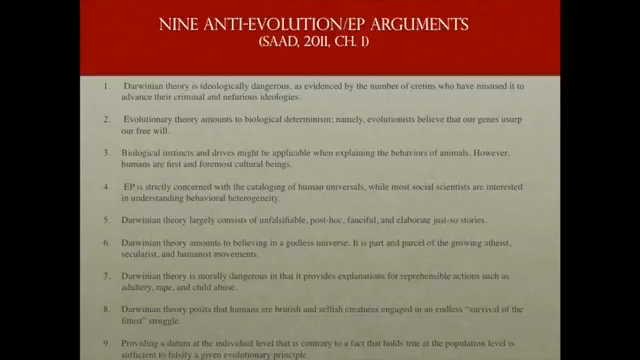 NINE ANTI-EVOLUTION/EP ARGUMENTS
(SAAD, 2011, CH. 1)
1. Darwinian theory is ideologically dangerous, as evidenced by the number of cretins who have misused it to
advance their criminal and nefarious ideologies.
2. Evolutionary theory amounts to biological determinism; namely, evolutionists believe that our genes usurp
our free will.
3. Biological instincts and drives might be applicable when explaining the behaviors of animals. However,
humans are first and foremost cultural beings.
4. EP is strictly concerned with the cataloging of human universals, while most social scientists are interested
in understanding behavioral heterogeneity.
5. Darwinian theory largely consists of unfalsifiable, post-hoc, fanciful, and elaborate just-so stories.
6. Darwinian theory amounts to believing in a godless universe. It is part and parcel of the growing atheist,
secularist, and humanist movements.
7. Darwinian theory is morally dangerous in that it provides explanations for reprehensible actions such as
adultery, rape, and child abuse.
8. Darwinian theory posits that humans are brutish and selfish creatures engaged in an endless “survival of the
fittest” struggle.
9. Providing a datum at the individual level that is contrary to a fact that holds true at the population level is
sufficient to falsify a given evolutionary principle.